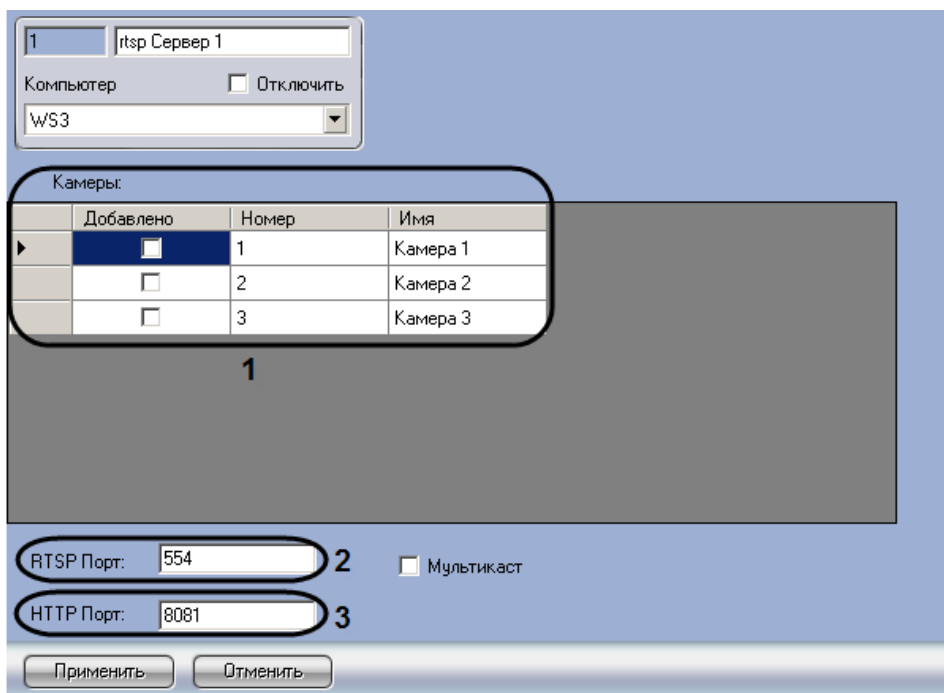 1 rtsp Сервер 1
Компьютер Отключить
WS3
Камеры:
Добавлено Номер Имя
1 Камера 1
2 Камера 2
3 Камера 3
1
RTSP Порт: 554 2 Мультикаст
HTTP Порт: 8081 3
Применить Отменить